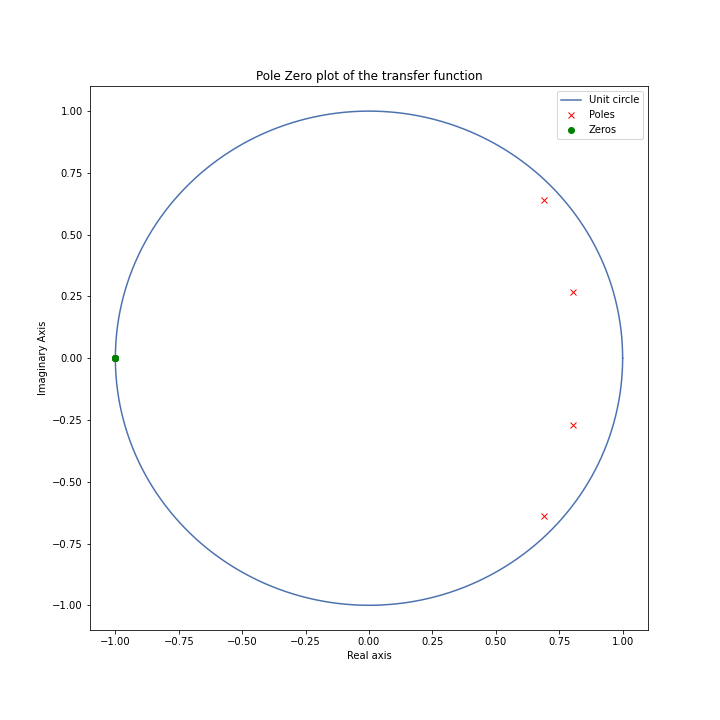 Pole Zero plot of the transfer function
Unit circle
Poles
Zeros
1.00
0.75
0.50
0.25
0.00
−0.25
−0.50
−0.75
−1.00
Imaginary Axis
−1.00 −0.75 −0.50 −0.25 0.00 0.25 0.50 0.75 1.00
Real axis